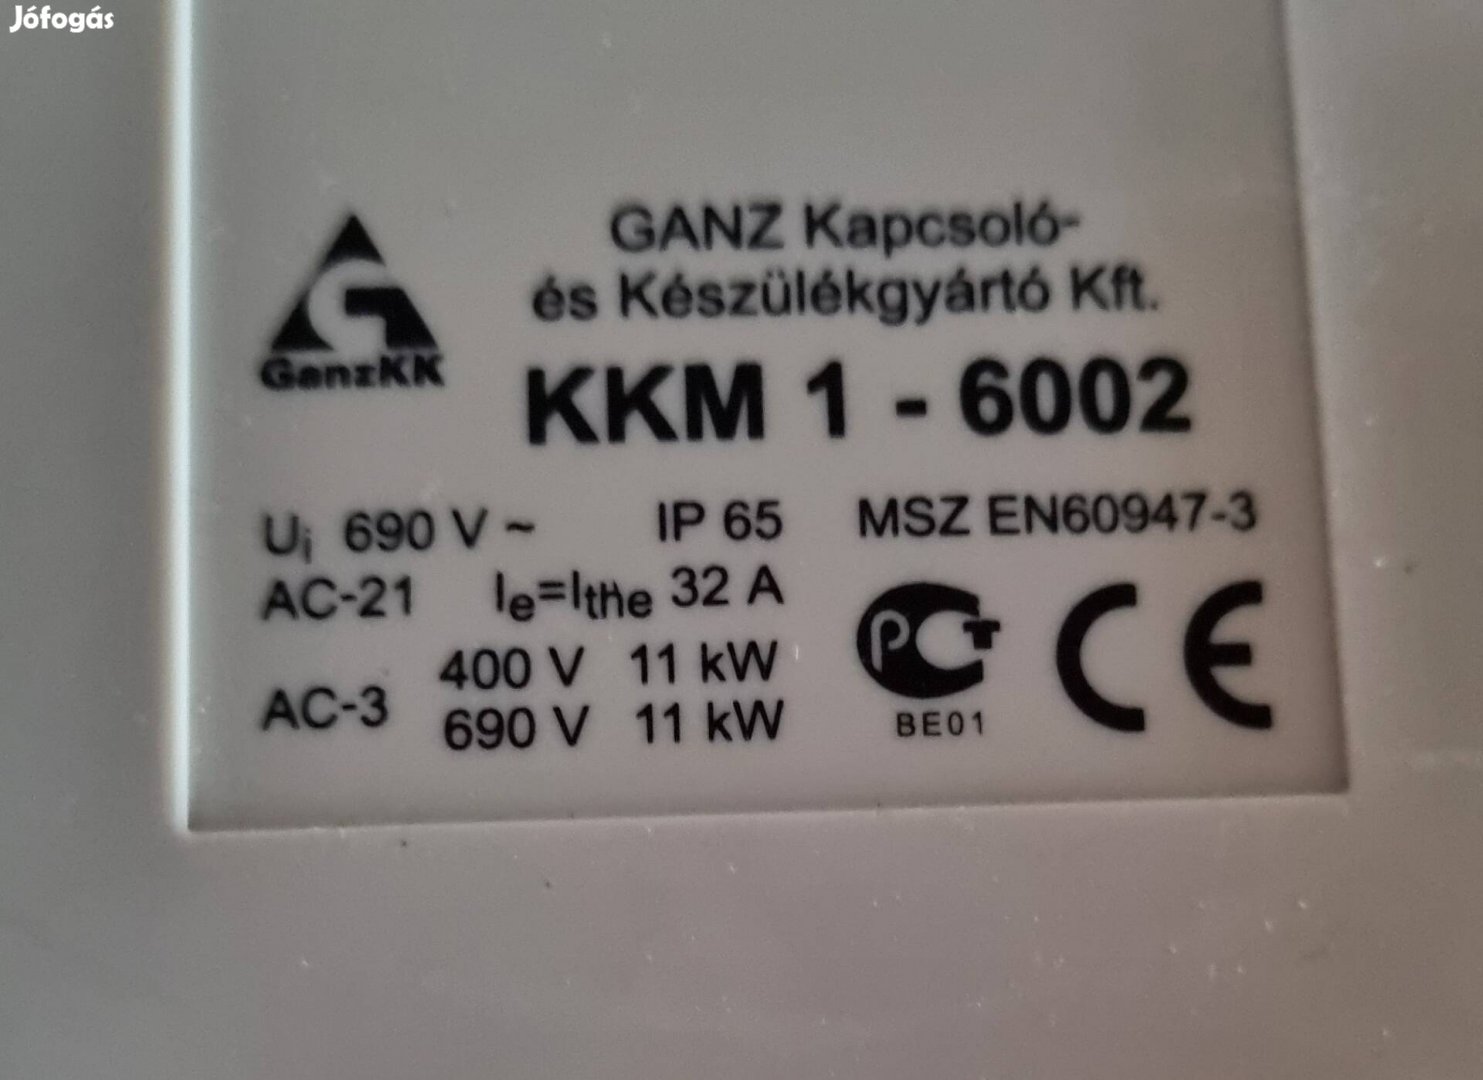 Jófogás
GANZ Kapcsoló-
és Készülékgyártó Kft.
GanzKK
KKM 1 - 6002
Ui 690 V ~ IP 65 MSZ EN60947-3
AC-21 Ie=Ithe 32 A
AC-3 400 V 11 kW
690 V 11 kW
РСТ
BE01
CE